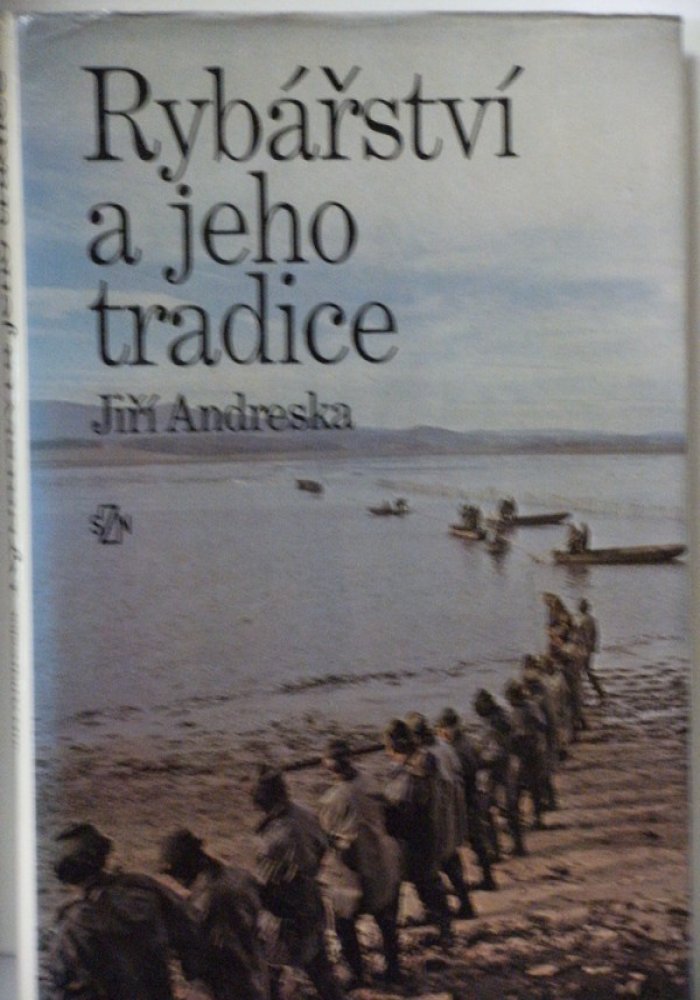 Rybářství
a jeho
tradice
Jiří Andreska
SZN